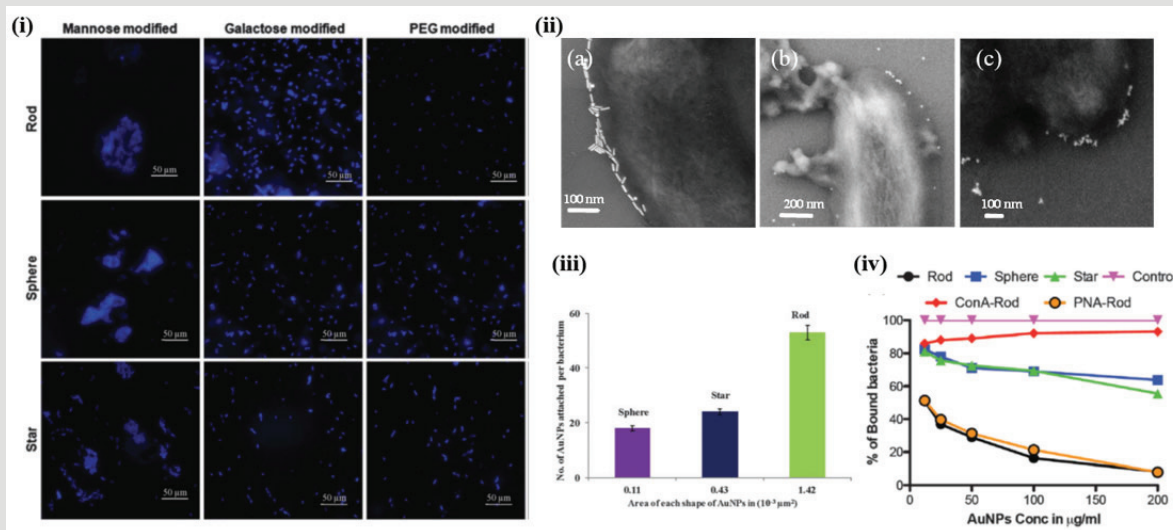 (i)
Mannose modified Galactose modified PEG modified
Rod
50 µm 50 µm 50 µm
Sphere
50 µm 50 µm 50 µm
Star
50 µm 50 µm 50 µm
(ii)
(a) (b) (c)
100 nm 200 nm 100 nm
(iii)
No. of AuNPs attached per bacterium
60
40
20
0
Sphere
Star
Rod
0.11 0.43 1.42
Area of each shape of AuNPs in (10⁻³ µm²)
(iv)
Rod Sphere Star Contro
ConA-Rod PNA-Rod
% of Bound bacteria
100
80
60
40
20
0
0 50 100 150 200
AuNPs Conc in µg/ml